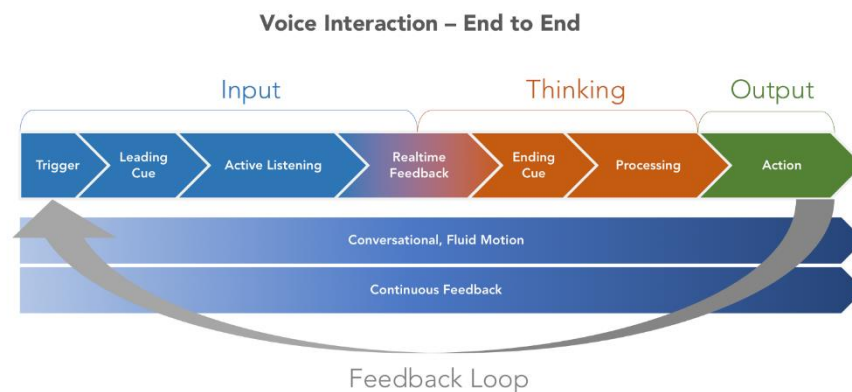 Voice Interaction – End to End
Input
Thinking
Output
Trigger
Leading
Cue
Active Listening
Realtime
Feedback
Ending
Cue
Processing
Action
Conversational, Fluid Motion
Continuous Feedback
Feedback Loop